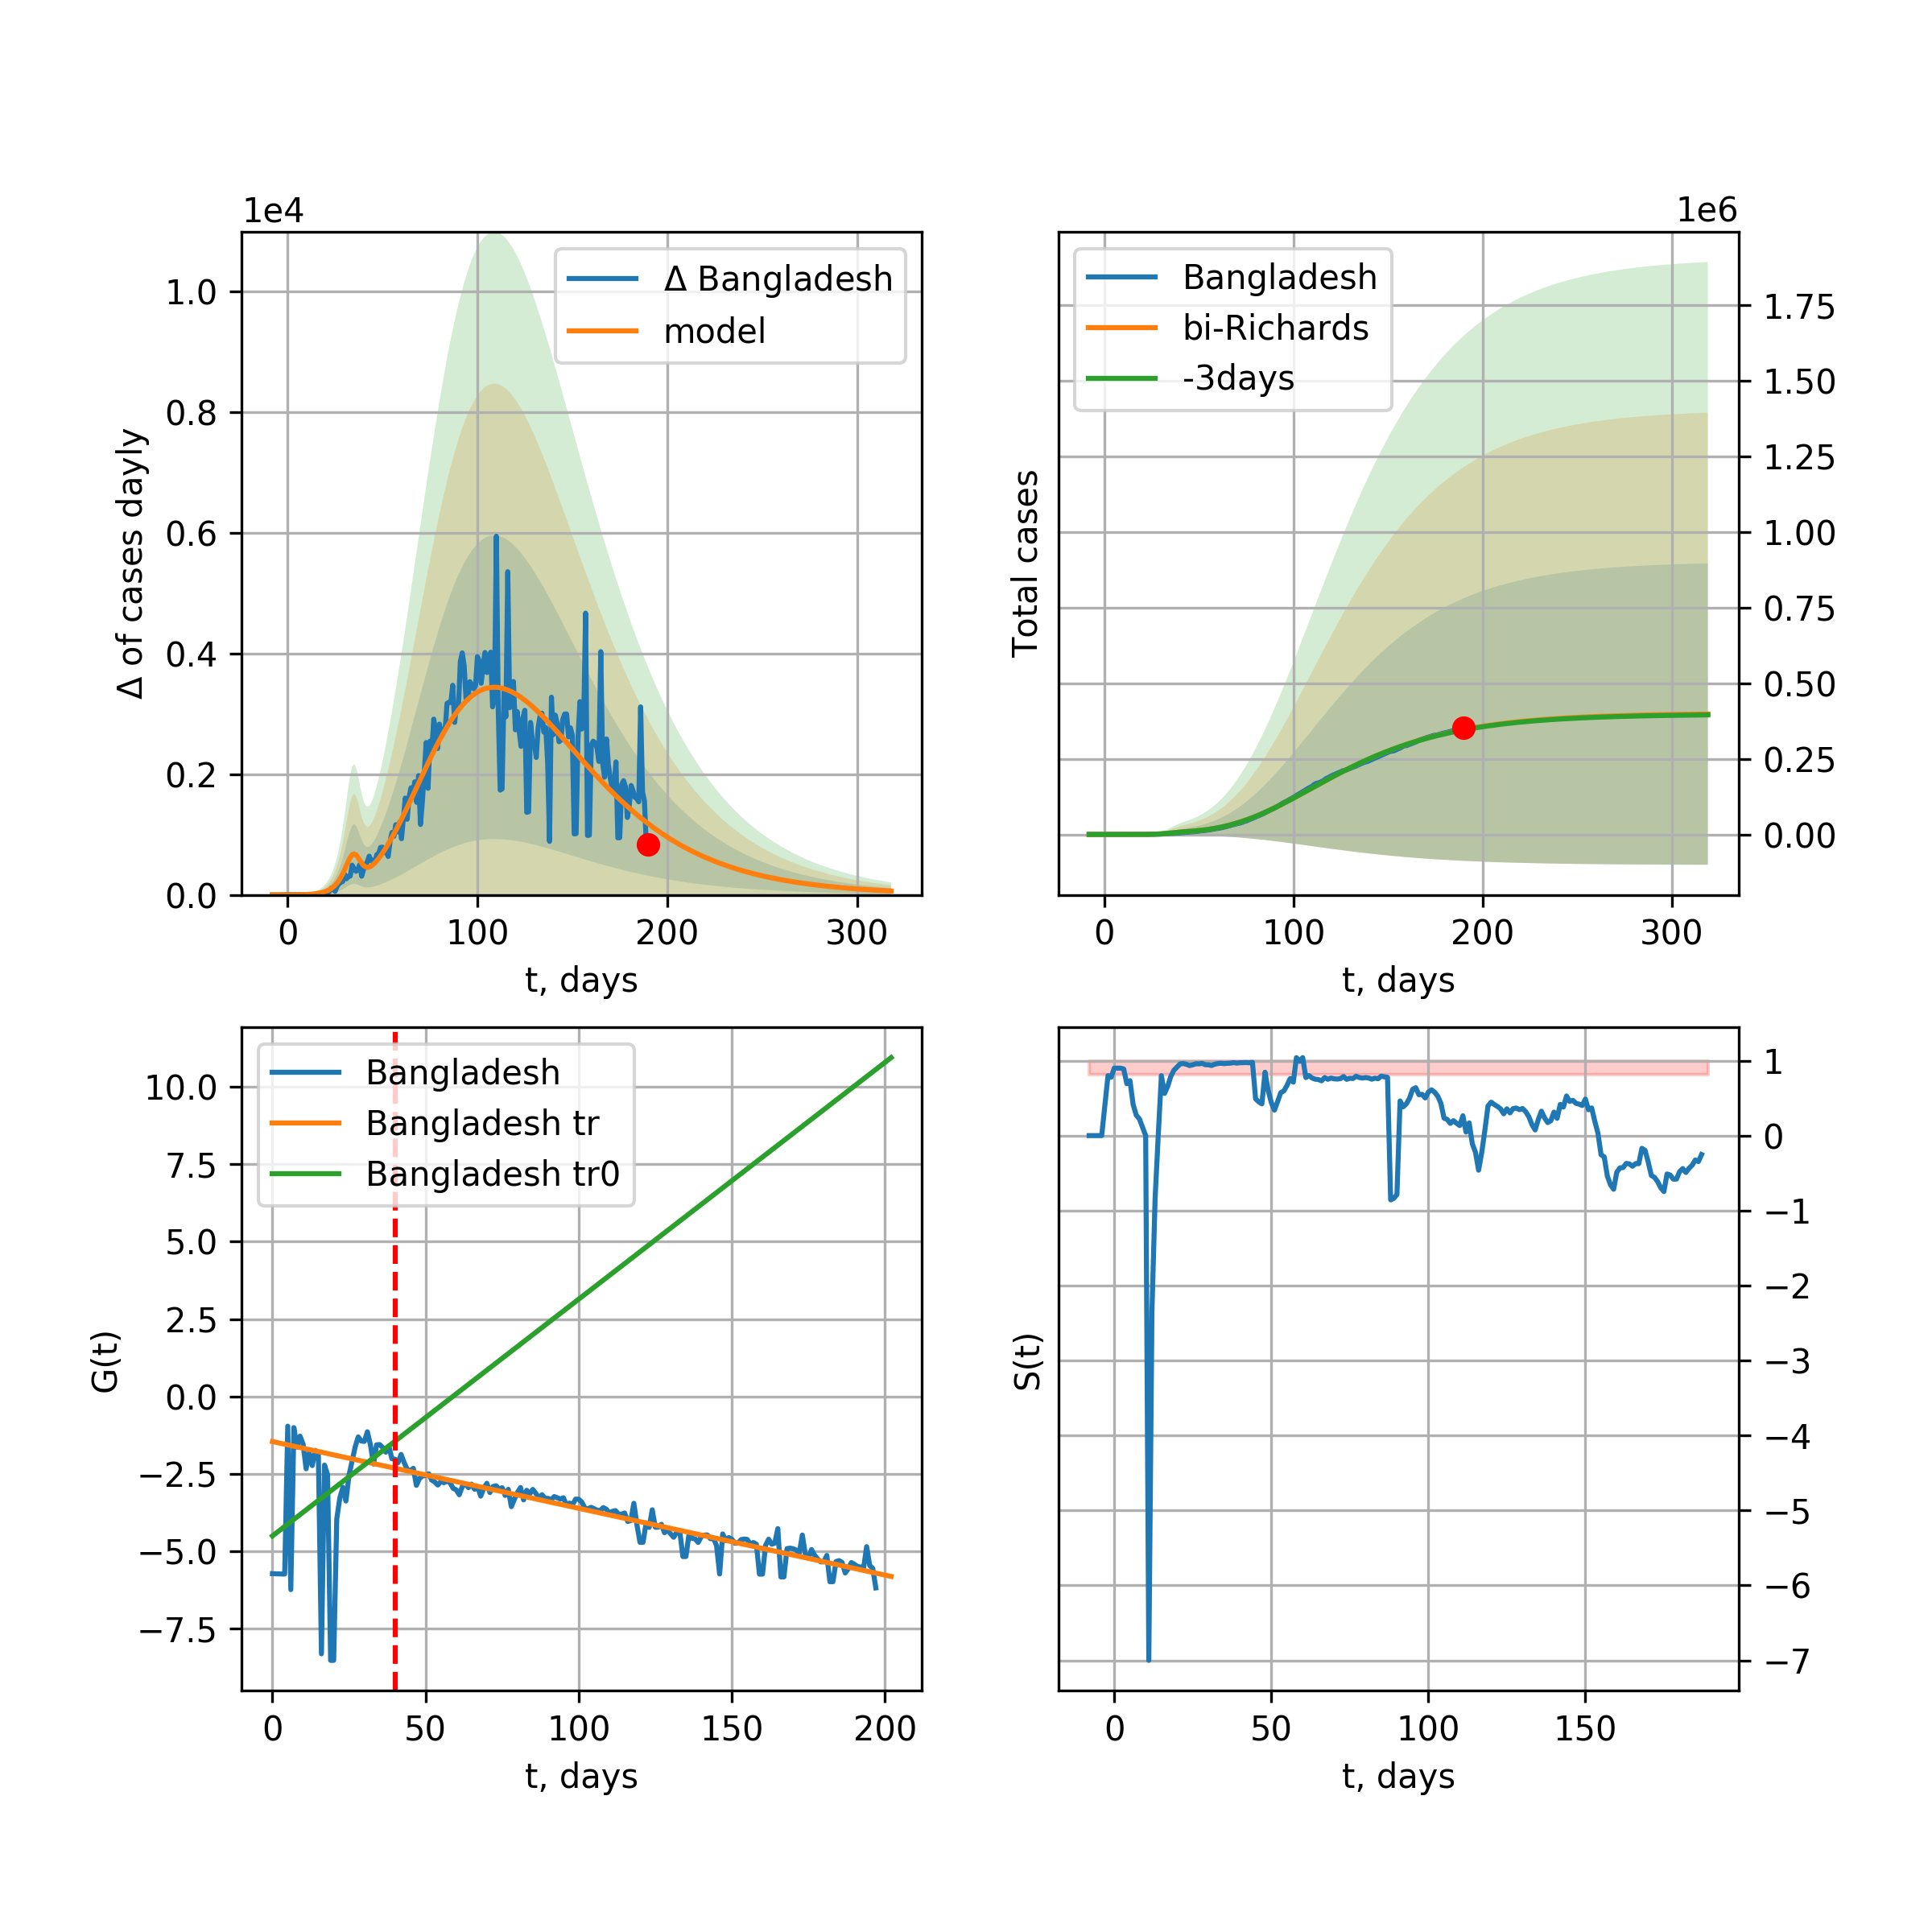 1e4
1.0
0.8
0.6
0.4
0.2
0.0
Δ of cases dayly
0 100 200 300
t, days
Δ Bangladesh
model
1e6
1.75
1.50
1.25
1.00
0.75
0.50
0.25
0.00
Total cases
0 100 200 300
t, days
Bangladesh
bi-Richards
-3days
10.0
7.5
5.0
2.5
0.0
−2.5
−5.0
−7.5
G(t)
0 50 100 150 200
t, days
Bangladesh
Bangladesh tr
Bangladesh tr0
1
0
−1
−2
−3
−4
−5
−6
−7
S(t)
0 50 100 150
t, days